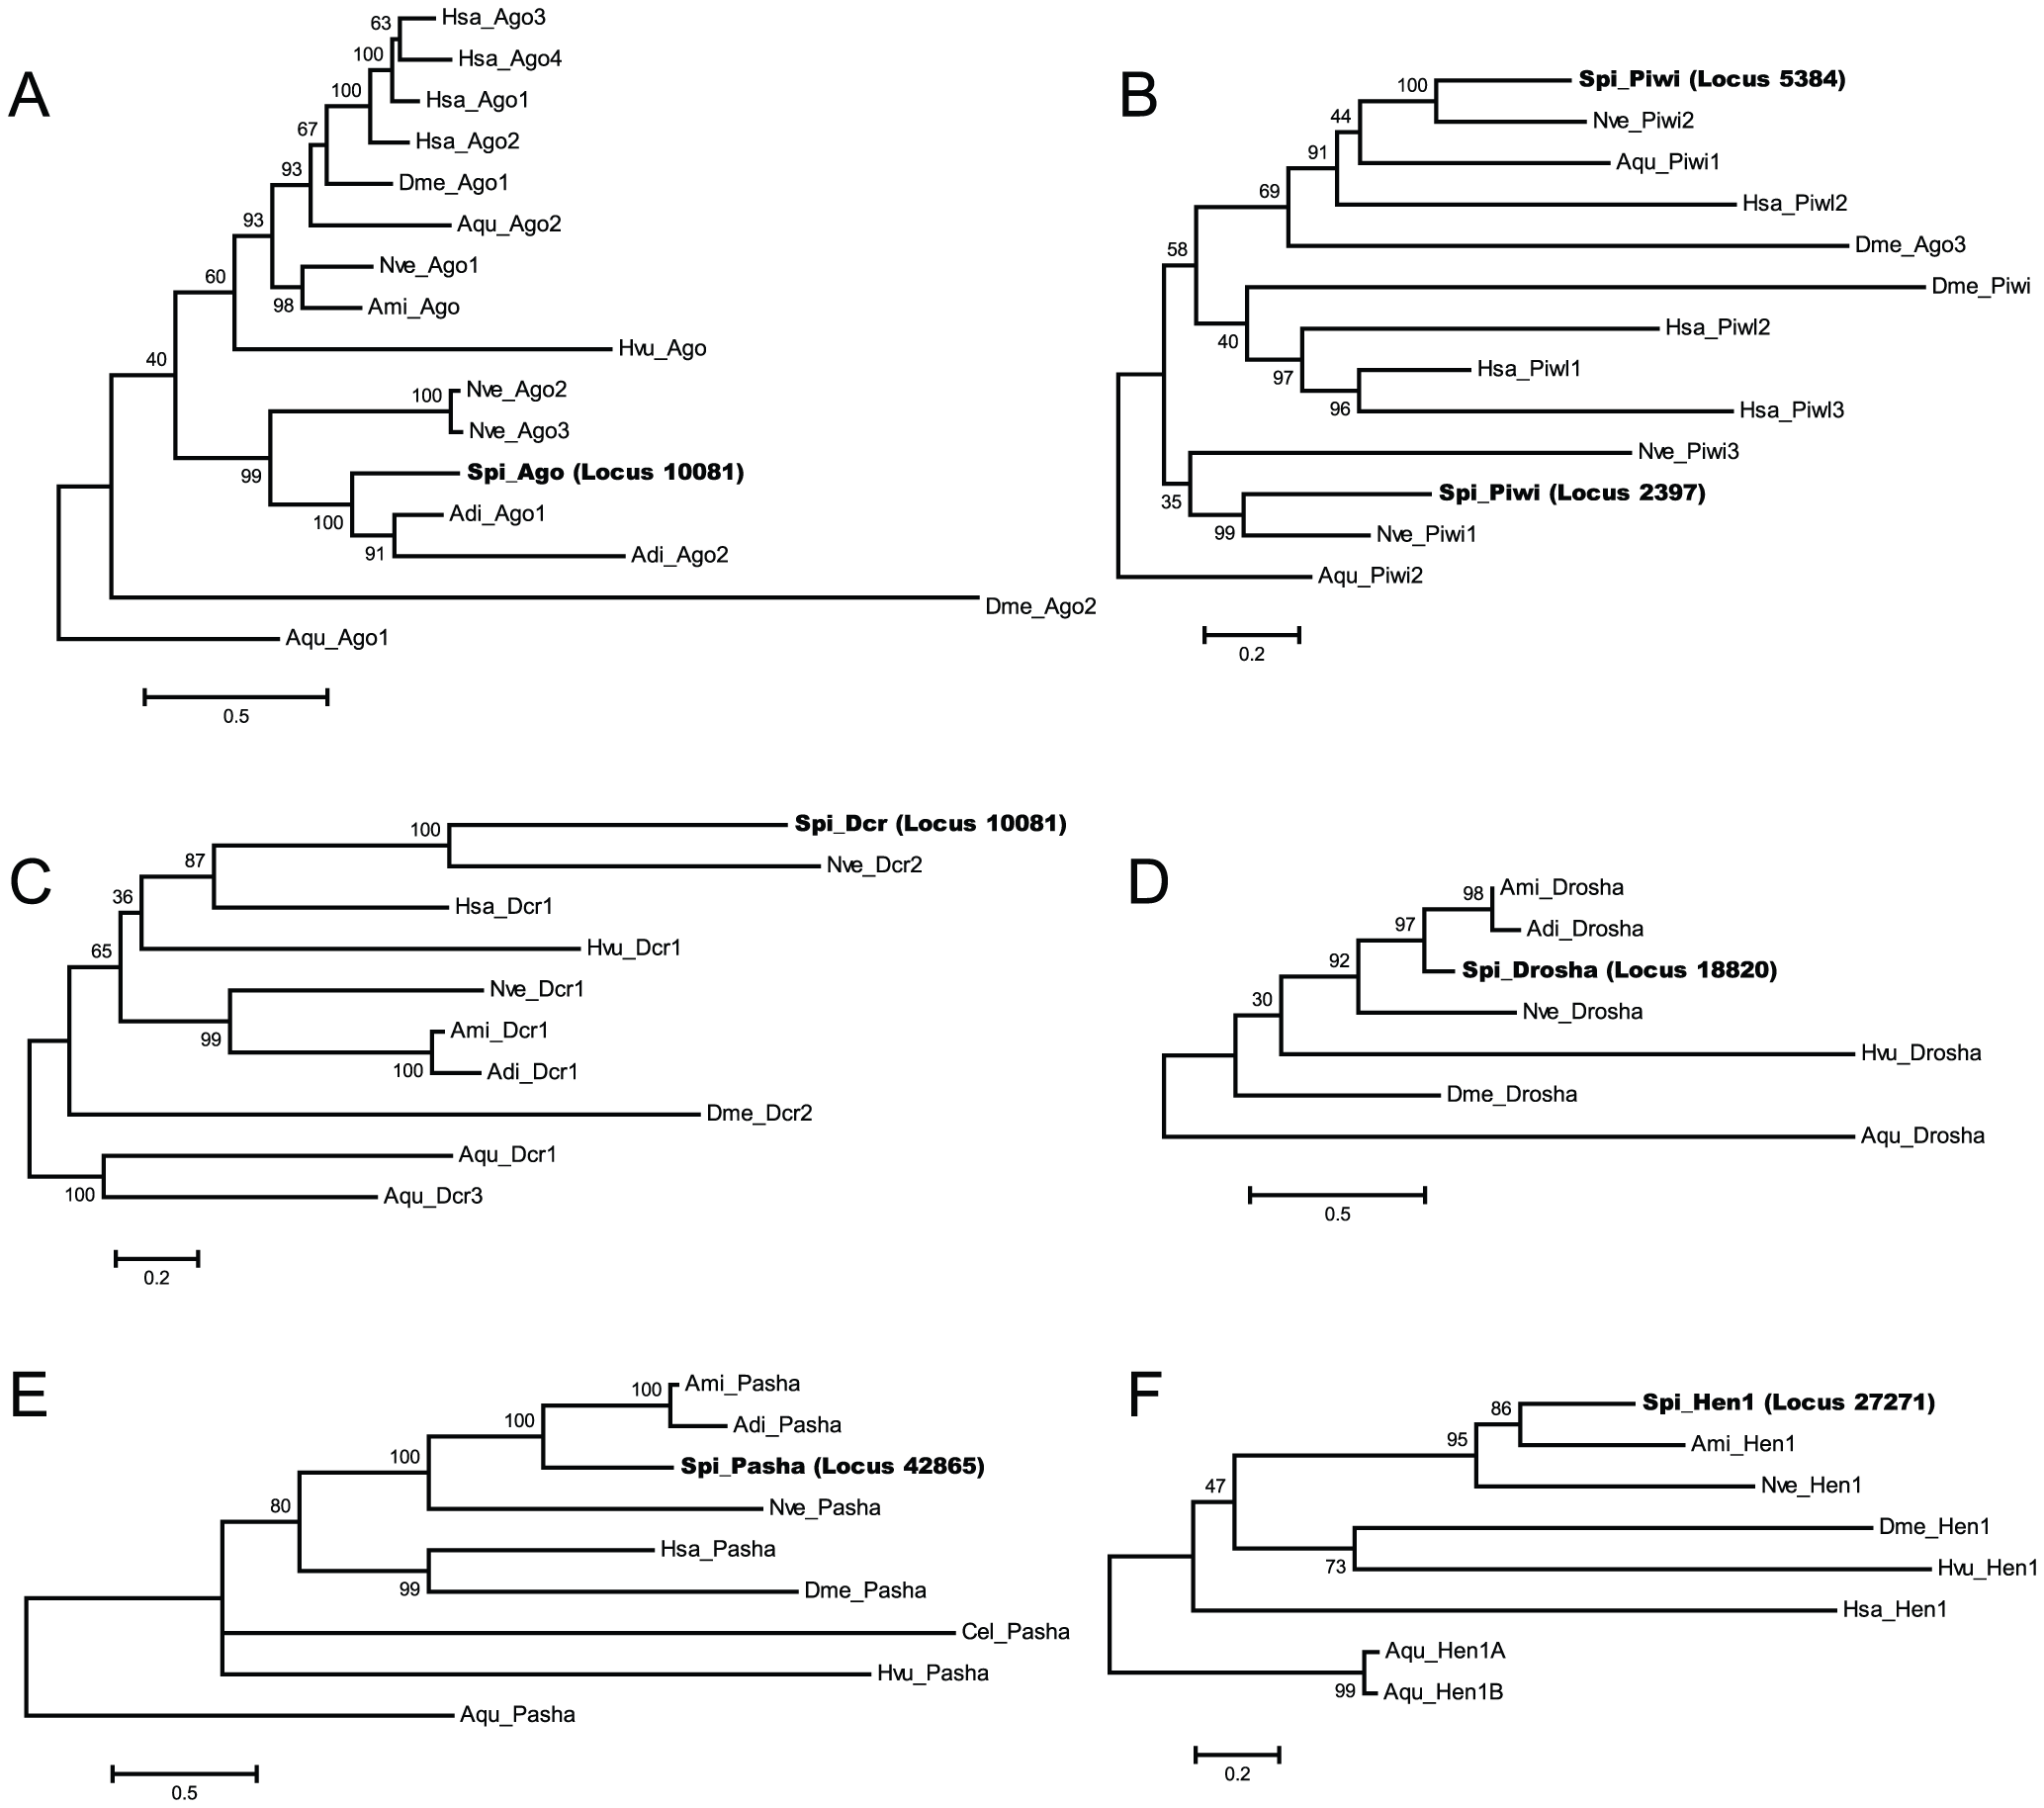 A
63
Hsa_Ago3
100
Hsa_Ago4
100
Hsa_Ago1
67
Hsa_Ago2
93
Dme_Ago1
93
Aqu_Ago2
60
Nve_Ago1
98
Ami_Ago
40
Hvu_Ago
100
Nve_Ago2
Nve_Ago3
99
Spi_Ago (Locus 10081)
100
Adi_Ago1
91
Adi_Ago2
Dme_Ago2
Aqu_Ago1
0.5
B
100
Spi_Piwi (Locus 5384)
44
Nve_Piwi2
91
Aqu_Piwi1
69
Hsa_Piwl2
58
Dme_Ago3
Dme_Piwi
40
Hsa_Piwl2
97
Hsa_Piwl1
96
Hsa_Piwl3
Nve_Piwi3
35
Spi_Piwi (Locus 2397)
99
Nve_Piwi1
Aqu_Piwi2
0.2
C
100
Spi_Dcr (Locus 10081)
87
Nve_Dcr2
36
Hsa_Dcr1
65
Hvu_Dcr1
Nve_Dcr1
99
Ami_Dcr1
100
Adi_Dcr1
Dme_Dcr2
Aqu_Dcr1
100
Aqu_Dcr3
0.2
D
98
Ami_Drosha
97
Adi_Drosha
92
Spi_Drosha (Locus 18820)
30
Nve_Drosha
Hvu_Drosha
Dme_Drosha
Aqu_Drosha
0.5
E
100
Ami_Pasha
100
Adi_Pasha
100
Spi_Pasha (Locus 42865)
80
Nve_Pasha
Hsa_Pasha
99
Dme_Pasha
Cel_Pasha
Hvu_Pasha
Aqu_Pasha
0.5
F
86
Spi_Hen1 (Locus 27271)
95
Ami_Hen1
47
Nve_Hen1
Dme_Hen1
73
Hvu_Hen1
Hsa_Hen1
Aqu_Hen1A
99
Aqu_Hen1B
0.2